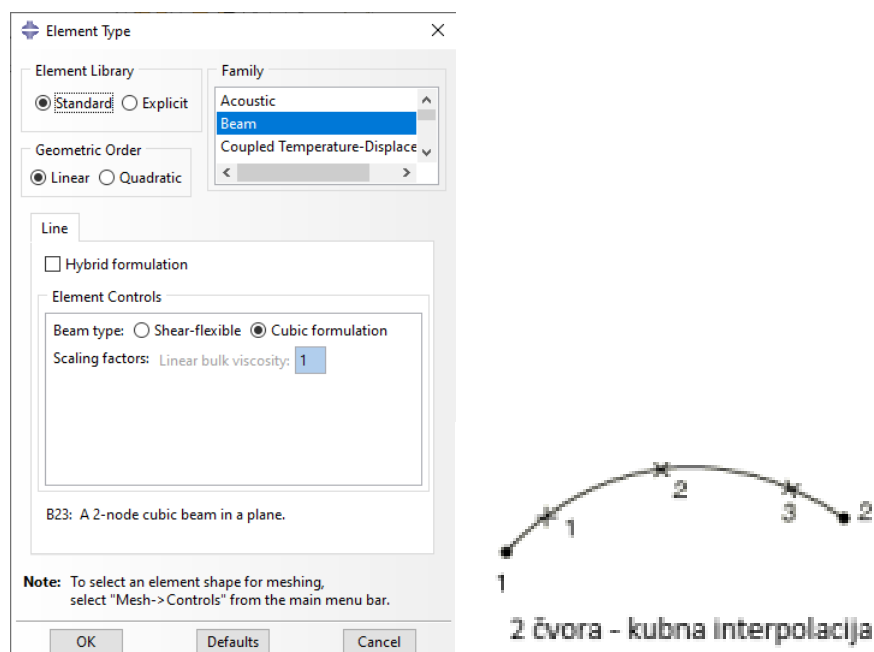 Element Type
Element Library
Standard Explicit
Family
Acoustic
Beam
Coupled Temperature-Displace
Geometric Order
Linear Quadratic
Line
Hybrid formulation
Element Controls
Beam type: Shear-flexible Cubic formulation
Scaling factors: Linear bulk viscosity: 1
B23: A 2-node cubic beam in a plane.
Note: To select an element shape for meshing,
select "Mesh->Controls" from the main menu bar.
OK Defaults Cancel
2
1 3 2
1
2 čvora - kubna interpolacija